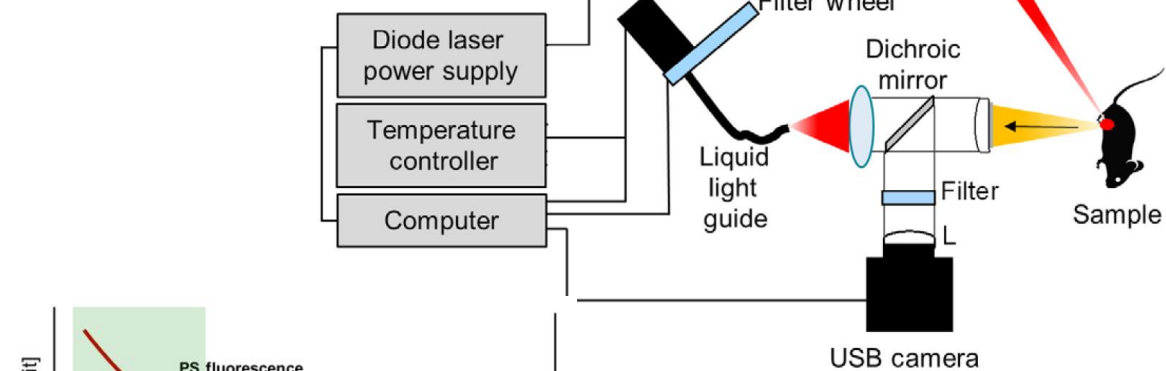 Filter wheel
Diode laser
power supply
Dichroic
mirror
Temperature
controller
Liquid
light
guide
Filter
Computer
Sample
L
USB camera
PS fluorescence